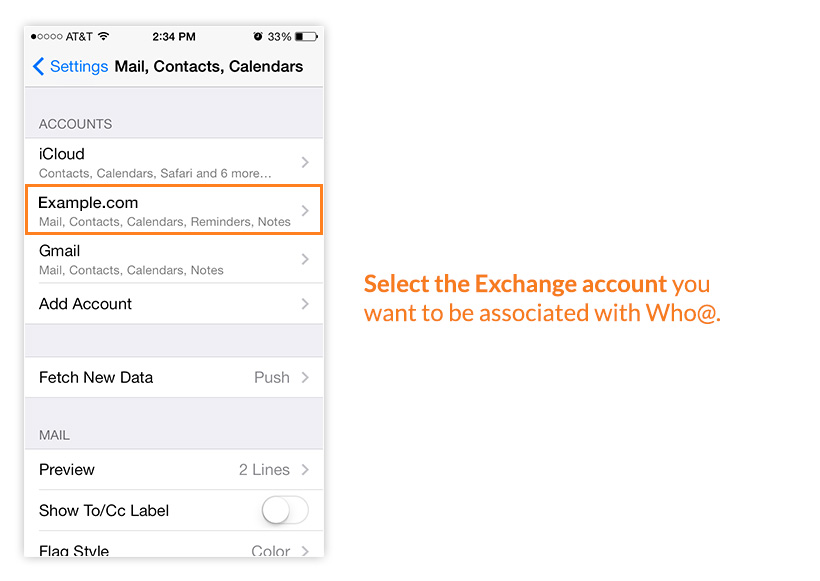 AT&T 2:34 PM 33%
Settings Mail, Contacts, Calendars
ACCOUNTS
iCloud
Contacts, Calendars, Safari and 6 more...
Example.com
Mail, Contacts, Calendars, Reminders, Notes
Gmail
Mail, Contacts, Calendars, Notes
Add Account
Fetch New Data Push
MAIL
Preview 2 Lines
Show To/Cc Label
Flag Style Color
Select the Exchange account you
want to be associated with Who@.